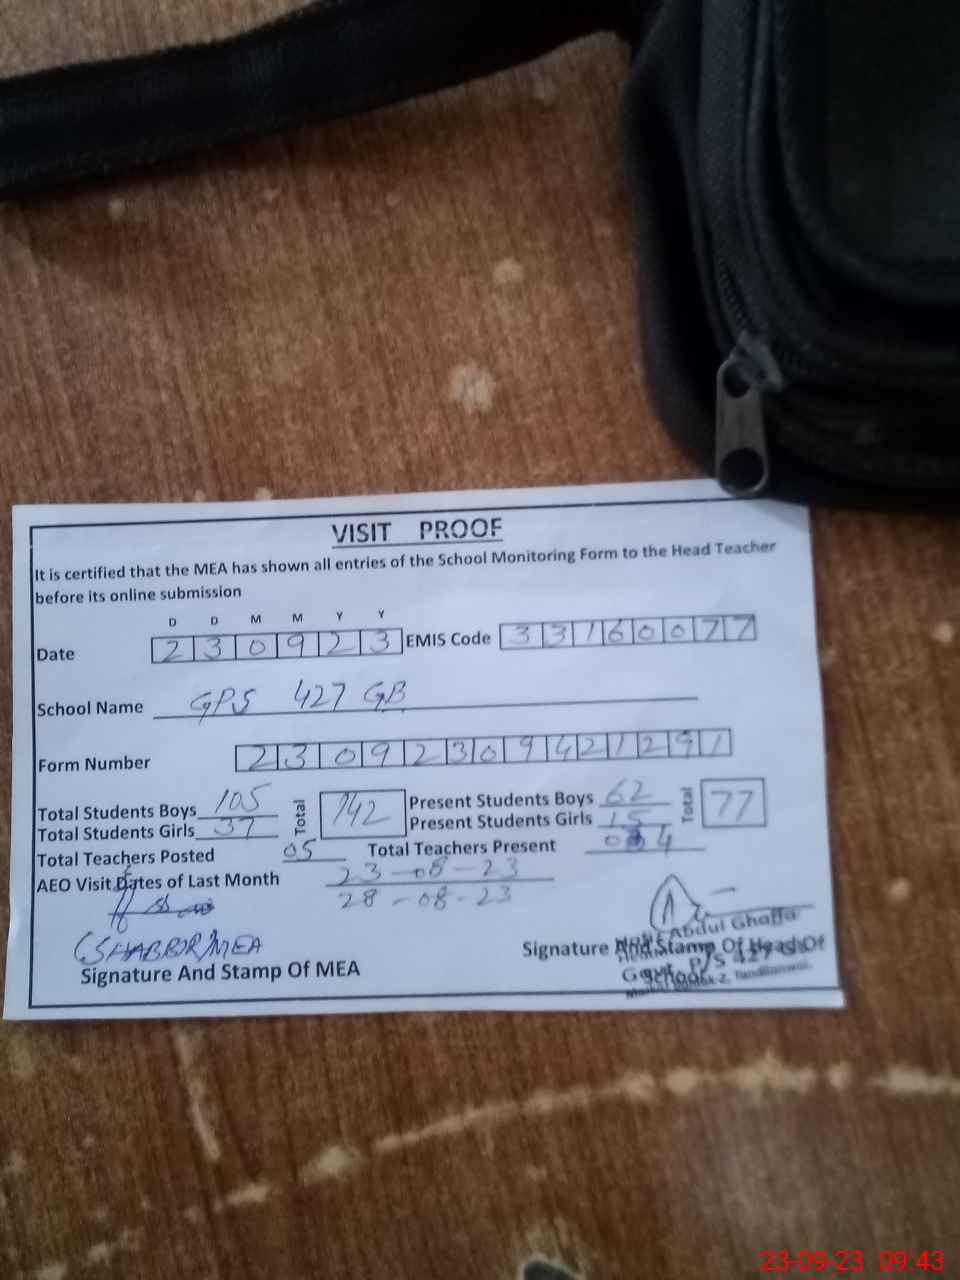 VISIT PROOF
It is certified that the MEA has shown all entries of the School Monitoring Form to the Head Teacher
before its online submission
D D M M Y Y
Date 2 3 0 9 2 3 EMIS Code 3 3 1 6 0 0 7 7
School Name GPS 427 GB
Form Number 2 3 0 9 2 3 0 9 4 2 1 2 9 1
Total Students Boys 105 Total 142 Present Students Boys 62 Total 77
Total Students Girls 37 Present Students Girls 15
Total Teachers Posted 05 Total Teachers Present 04
AEO Visit Dates of Last Month 23-08-23
28-08-23
(SHABBIR) MEA
Abdul Ghaffa
Signature And Stamp Of MEA
Signature And Stamp Of Head Of
School
Govt. P/S 427 G
23-09-23 09:43